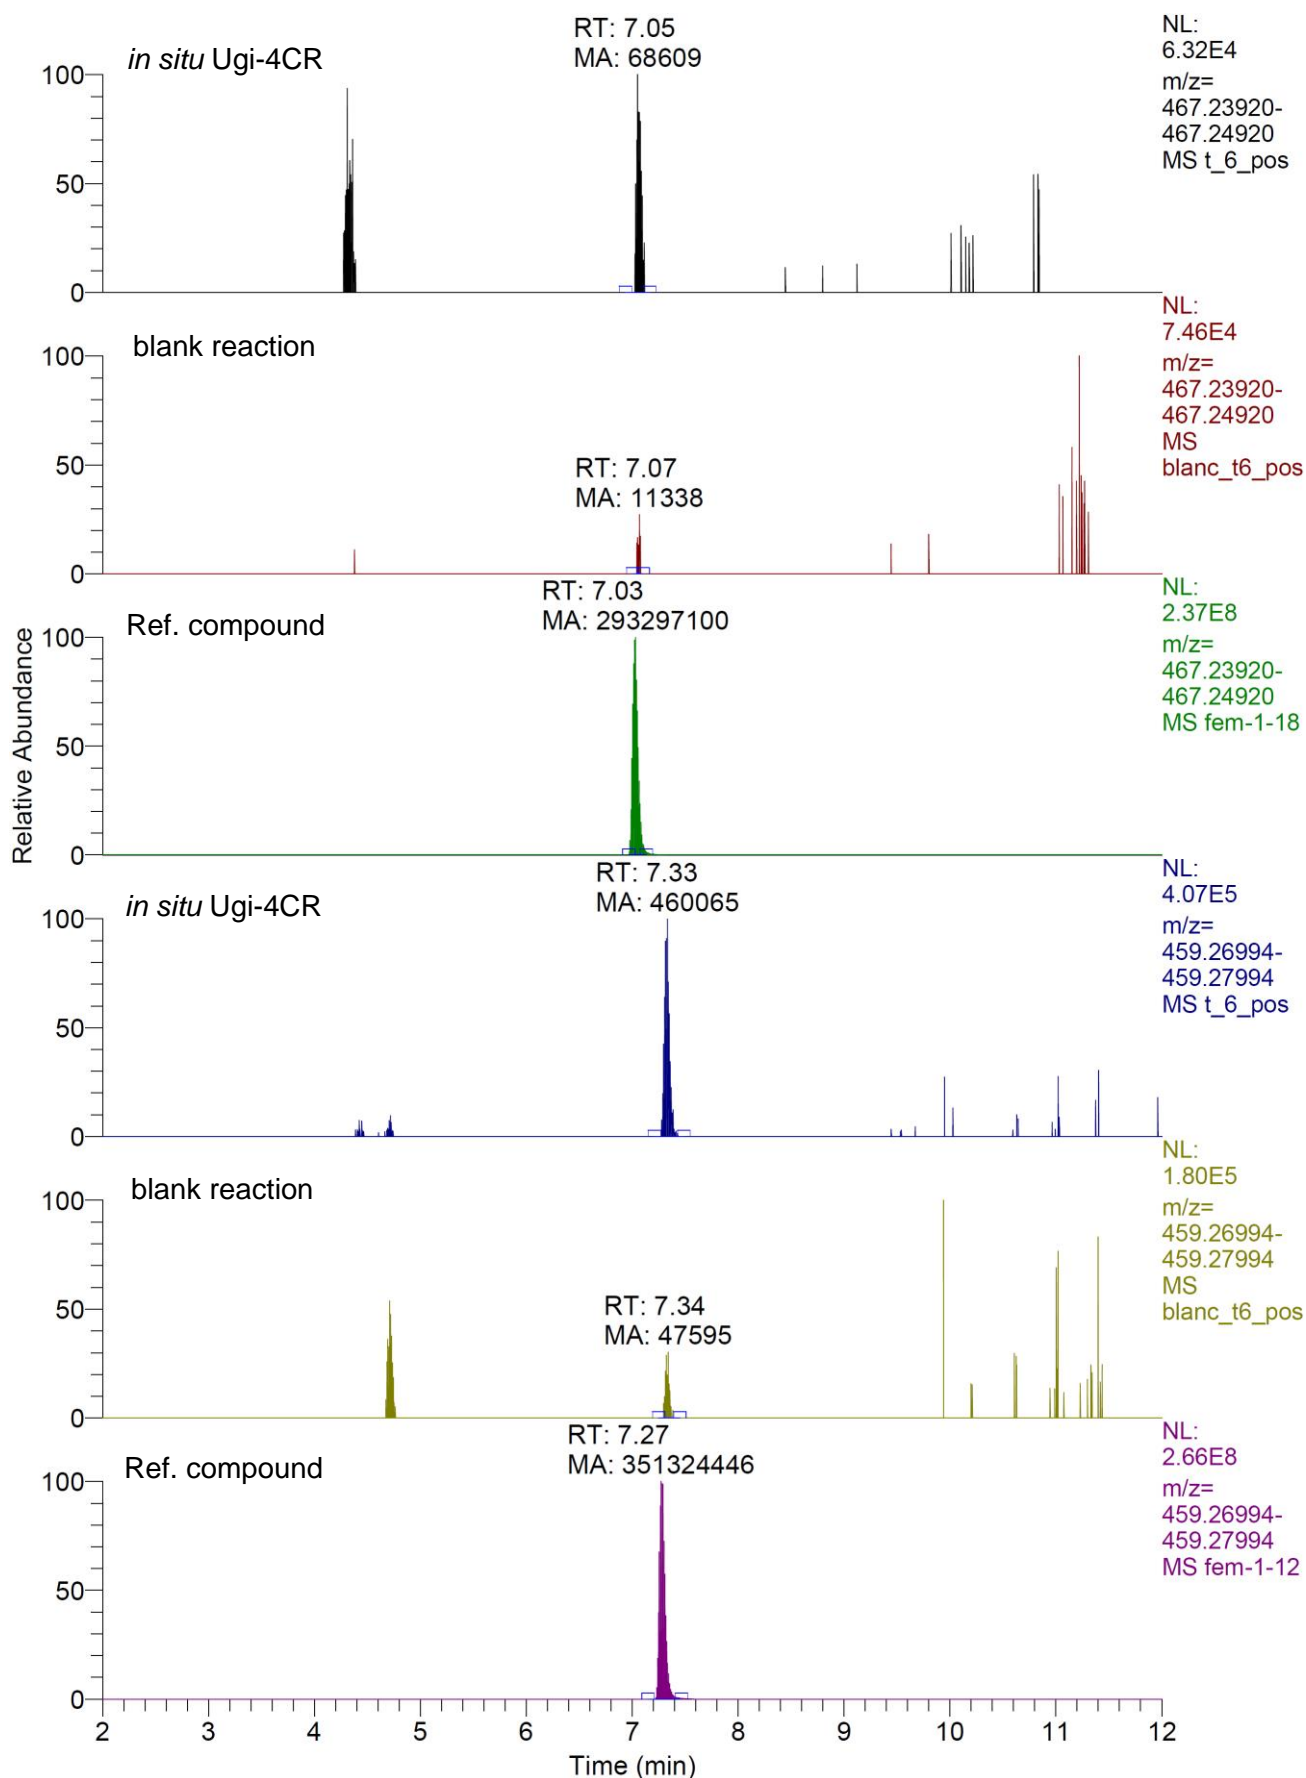 in situ Ugi-4CR
RT: 7.05
MA: 68609
NL:
6.32E4
m/z=
467.23920-
467.24920
MS t_6_pos
100
50
0
blank reaction
RT: 7.07
MA: 11338
NL:
7.46E4
m/z=
467.23920-
467.24920
MS
blanc_t6_pos
100
50
0
Ref. compound
RT: 7.03
MA: 293297100
NL:
2.37E8
m/z=
467.23920-
467.24920
MS fem-1-18
100
50
0
Relative Abundance
in situ Ugi-4CR
RT: 7.33
MA: 460065
NL:
4.07E5
m/z=
459.26994-
459.27994
MS t_6_pos
100
50
0
blank reaction
RT: 7.34
MA: 47595
NL:
1.80E5
m/z=
459.26994-
459.27994
MS
blanc_t6_pos
100
50
0
Ref. compound
RT: 7.27
MA: 351324446
NL:
2.66E8
m/z=
459.26994-
459.27994
MS fem-1-12
100
50
0
2 3 4 5 6 7 8 9 10 11 12
Time (min)